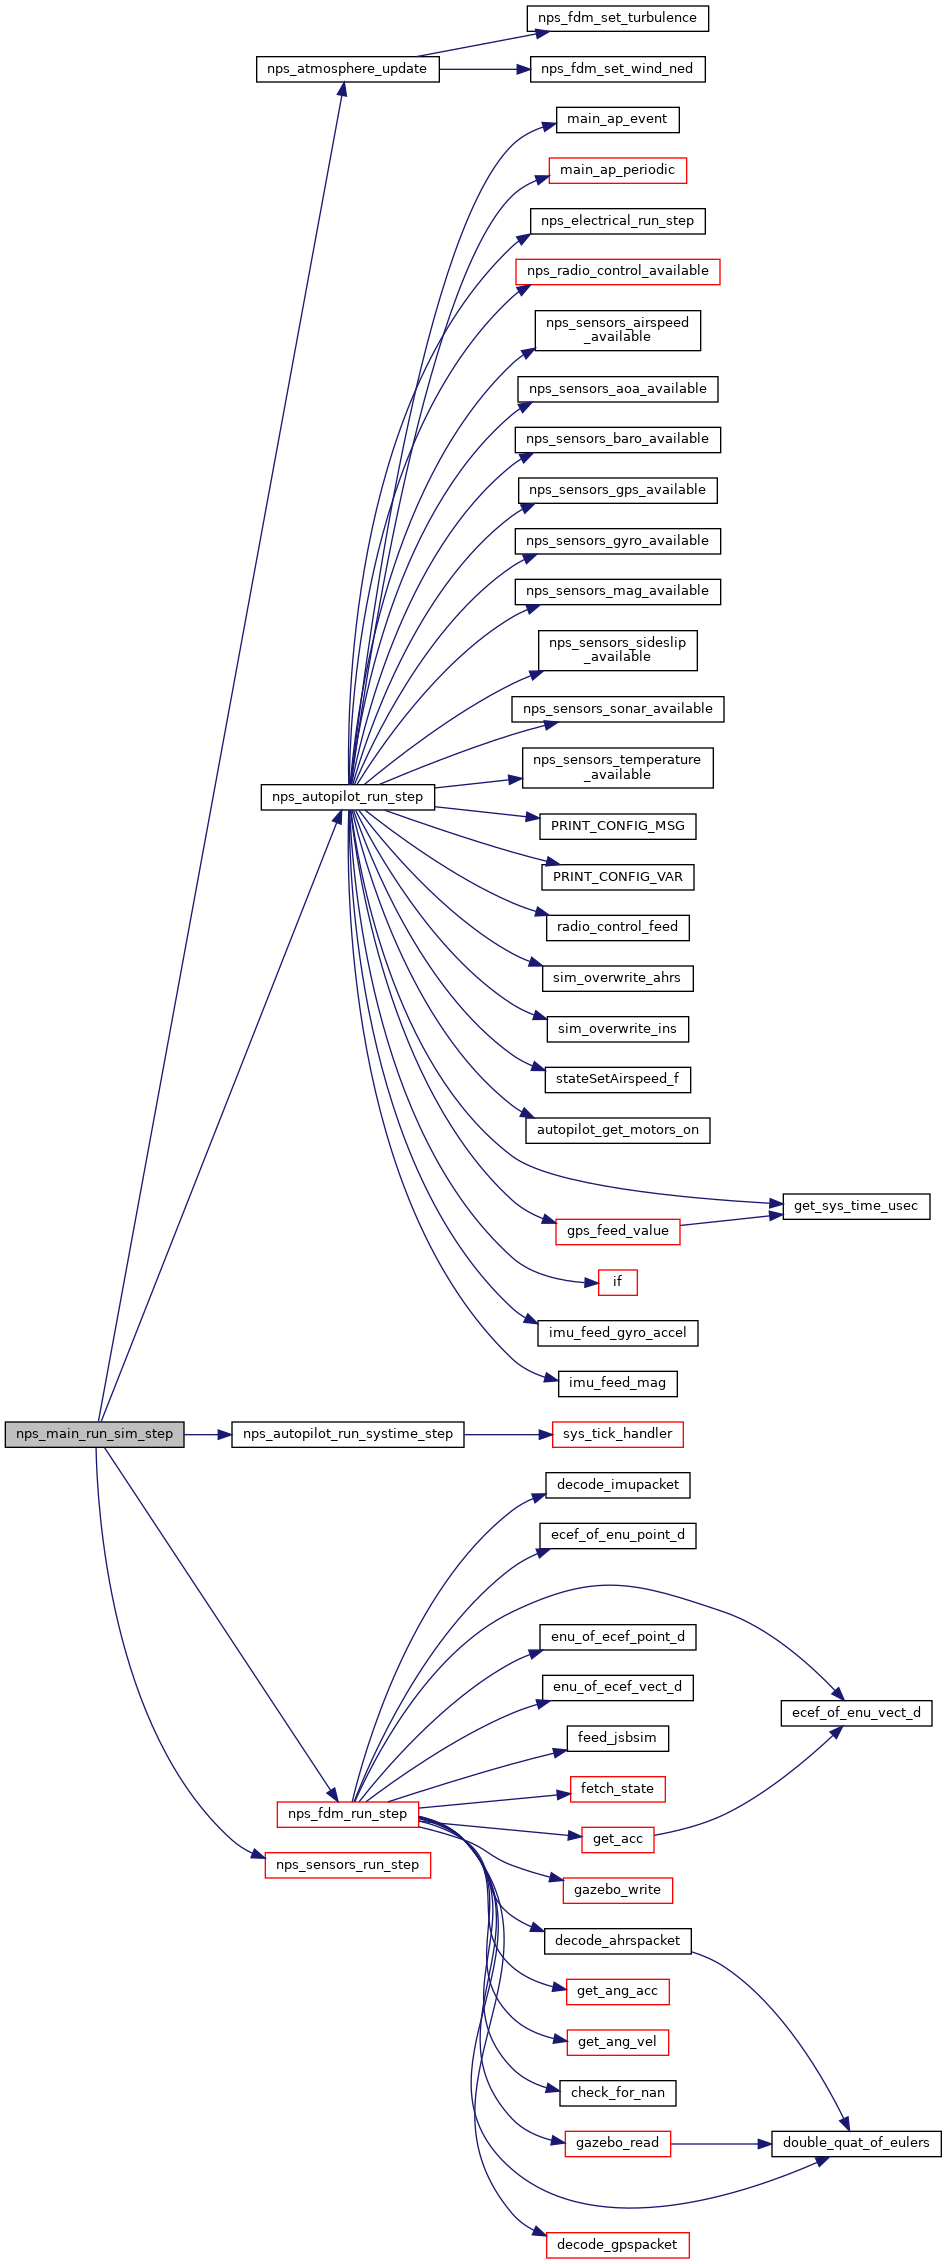 nps_fdm_set_turbulence
nps_atmosphere_update
nps_fdm_set_wind_ned
main_ap_event
main_ap_periodic
nps_electrical_run_step
nps_radio_control_available
nps_sensors_airspeed
_available
nps_sensors_aoa_available
nps_sensors_baro_available
nps_sensors_gps_available
nps_sensors_gyro_available
nps_sensors_mag_available
nps_sensors_sideslip
_available
nps_sensors_sonar_available
nps_sensors_temperature
_available
nps_autopilot_run_step
PRINT_CONFIG_MSG
PRINT_CONFIG_VAR
radio_control_feed
sim_overwrite_ahrs
sim_overwrite_ins
stateSetAirspeed_f
autopilot_get_motors_on
get_sys_time_usec
gps_feed_value
if
imu_feed_gyro_accel
imu_feed_mag
nps_main_run_sim_step
nps_autopilot_run_systime_step
sys_tick_handler
decode_imupacket
ecef_of_enu_point_d
enu_of_ecef_point_d
enu_of_ecef_vect_d
ecef_of_enu_vect_d
feed_jsbsim
fetch_state
nps_fdm_run_step
get_acc
nps_sensors_run_step
gazebo_write
decode_ahrspacket
get_ang_acc
get_ang_vel
check_for_nan
gazebo_read
double_quat_of_eulers
decode_gpspacket